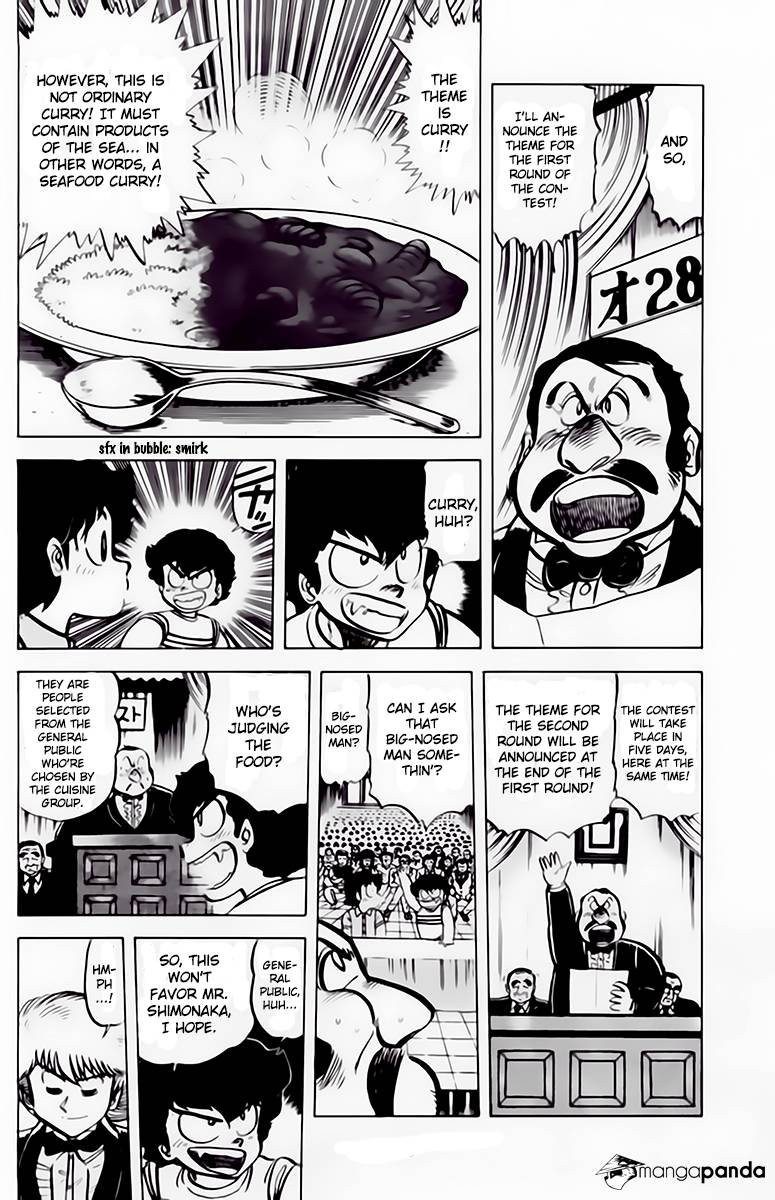 AND
SO,
I'LL AN-
NOUNCE THE
THEME FOR
THE FIRST
ROUND OF
THE CON-
TEST!
オ28
THE
THEME
IS
CURRY
!!
HOWEVER, THIS IS
NOT ORDINARY
CURRY! IT MUST
CONTAIN PRODUCTS
OF THE SEA... IN
OTHER WORDS, A
SEAFOOD CURRY!
sfx in bubble: smirk
CURRY,
HUH?
ヤッ
THE CONTEST
WILL TAKE
PLACE IN
FIVE DAYS,
HERE AT THE
SAME TIME!
THE THEME FOR
THE SECOND
ROUND WILL BE
ANNOUNCED AT
THE END OF THE
FIRST ROUND!
CAN I ASK
THAT
BIG-NOSED
MAN SOME-
THIN'?
BIG-
NOSED
MAN?
WHO'S
JUDGING
THE
FOOD?
THEY ARE
PEOPLE
SELECTED
FROM THE
GENERAL
PUBLIC
WHO'RE
CHOSEN BY
THE CUISINE
GROUP.
スト
GENE-
RAL
PUBLIC,
HUH...
SO, THIS
WON'T
FAVOR MR.
SHIMONAKA,
I HOPE.
HM-
PH
...!
mangapanda